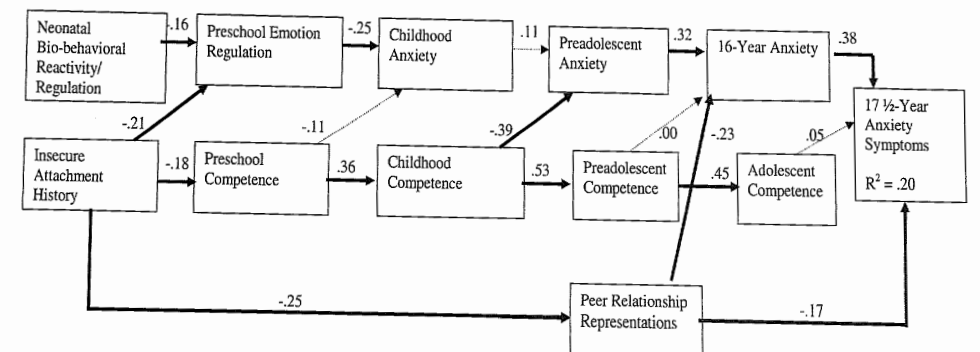 Neonatal
Bio-behavioral
Reactivity/
Regulation
-.16
Preschool Emotion
Regulation
-.25
Childhood
Anxiety
.11
Preadolescent
Anxiety
.32
16-Year Anxiety
.38
-.21
-.11
-.39
.00
-.23
.05
17 ½-Year
Anxiety
Symptoms
R² = .20
Insecure
Attachment
History
-.18
Preschool
Competence
.36
Childhood
Competence
.53
Preadolescent
Competence
.45
Adolescent
Competence
-.25
Peer Relationship
Representations
-.17